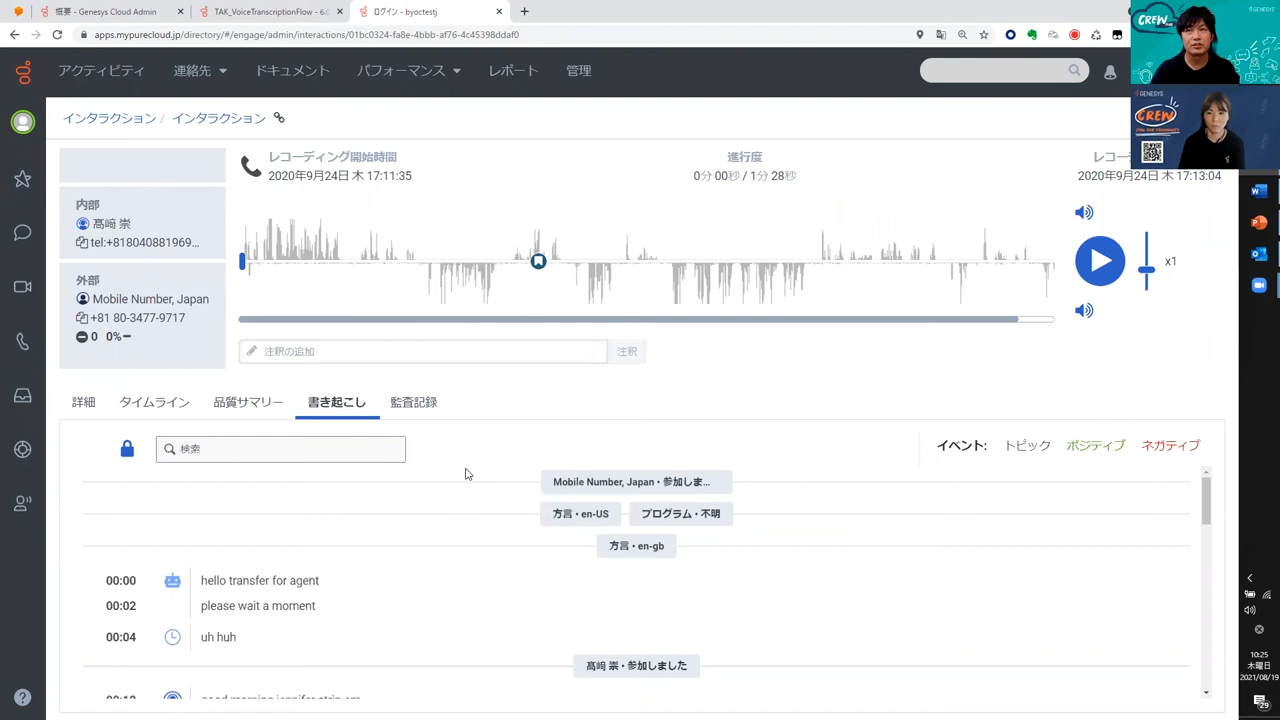 概要 - Genesys Cloud Admin
TAK_VoiceTranscriptionFlow - 6.0
ログイン - byoctestj
apps.mypurecloud.jp/directory/#/engage/admin/interactions/01bc0324-fa8e-4bbb-af76-4c45398ddaf0
アクティビティ 連絡先 ドキュメント パフォーマンス レポート 管理
インタラクション / インタラクション
レコーディング開始時間
2020年9月24日 木 17:11:35
進行度
0分 00秒 / 1分 28秒
レコー
2020年9月24日 木 17:13:04
内部
髙﨑 崇
tel:+818040881969...
外部
Mobile Number, Japan
+81 80-3477-9717
0 0%
x1
注釈の追加
注釈
詳細 タイムライン 品質サマリー 書き起こし 監査記録
検索
イベント: トピック ポジティブ ネガティブ
Mobile Number, Japan・参加しま...
方言・en-US プログラム・不明
方言・en-gb
00:00 hello transfer for agent
00:02 please wait a moment
00:04 uh huh
髙﨑 崇・参加しました
CREW
GENESYS
GENESYS
CREW
10:25
木曜日
2021/08/19
29